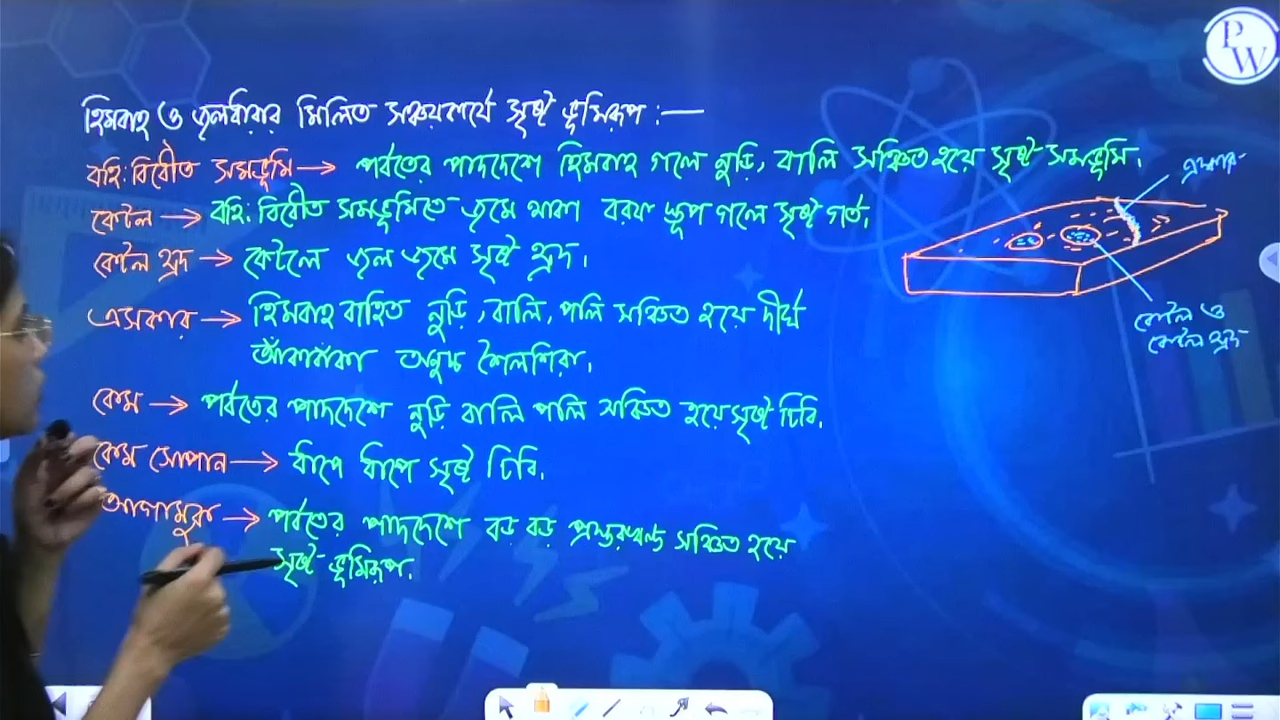 হিমবাহ ও জলধারার মিলিত সঞ্চয়কার্যে সৃষ্ট ভূমিরূপ :—
বহিঃবিধৌত সমভূমি → পর্বতের পাদদেশে হিমবাহ গলে নুড়ি, বালি সঞ্চিত হয়ে সৃষ্ট সমভূমি.
কেটল → বহিঃবিধৌত সমভূমিতে জমে থাকা বরফ স্তূপ গলে সৃষ্ট গর্ত.
কেটল হ্রদ → কেটলে জল জমে সৃষ্ট হ্রদ.
এসকার → হিমবাহ বাহিত নুড়ি, বালি, পলি সঞ্চিত হয়ে দীর্ঘ
আঁকাবাঁকা অনুচ্চ শৈলশিরা.
কেম → পর্বতের পাদদেশে নুড়ি বালি পলি সঞ্চিত হয়ে সৃষ্ট ঢিবি.
কেম সোপান → ধাপে ধাপে সৃষ্ট ঢিবি.
→ পর্বতের পাদদেশে বড় বড় প্রস্তরখন্ড সঞ্চিত হয়ে
সৃষ্ট ভূমিরূপ.
এসকার
কেটল ও
কেটল হ্রদ
PW